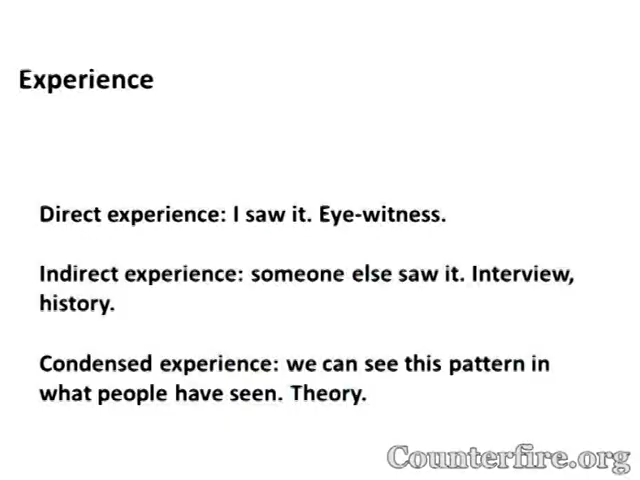 Experience
Direct experience: I saw it. Eye-witness.
Indirect experience: someone else saw it. Interview,
history.
Condensed experience: we can see this pattern in
what people have seen. Theory.
Counterfire.org